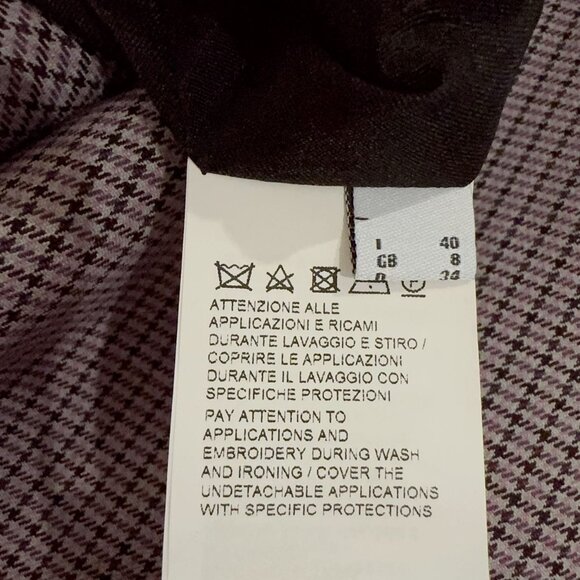 I 40
GB 8
D 34
ATTENZIONE ALLE
APPLICAZIONI E RICAMI
DURANTE LAVAGGIO E STIRO /
COPRIRE LE APPLICAZIONI
DURANTE IL LAVAGGIO CON
SPECIFICHE PROTEZIONI
PAY ATTENTION TO
APPLICATIONS AND
EMBROIDERY DURING WASH
AND IRONING / COVER THE
UNDETACHABLE APPLICATIONS
WITH SPECIFIC PROTECTIONS